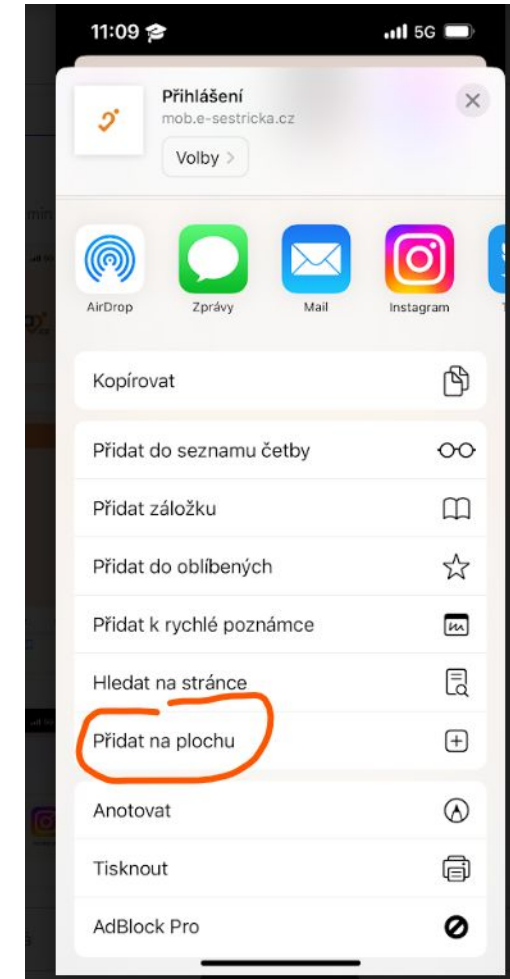 11:09
5G
Přihlášení
mob.e-sestricka.cz
Volby >
AirDrop
Zprávy
Mail
Instagram
Kopírovat
Přidat do seznamu četby
Přidat záložku
Přidat do oblíbených
Přidat k rychlé poznámce
Hledat na stránce
Přidat na plochu
Anotovat
Tisknout
AdBlock Pro